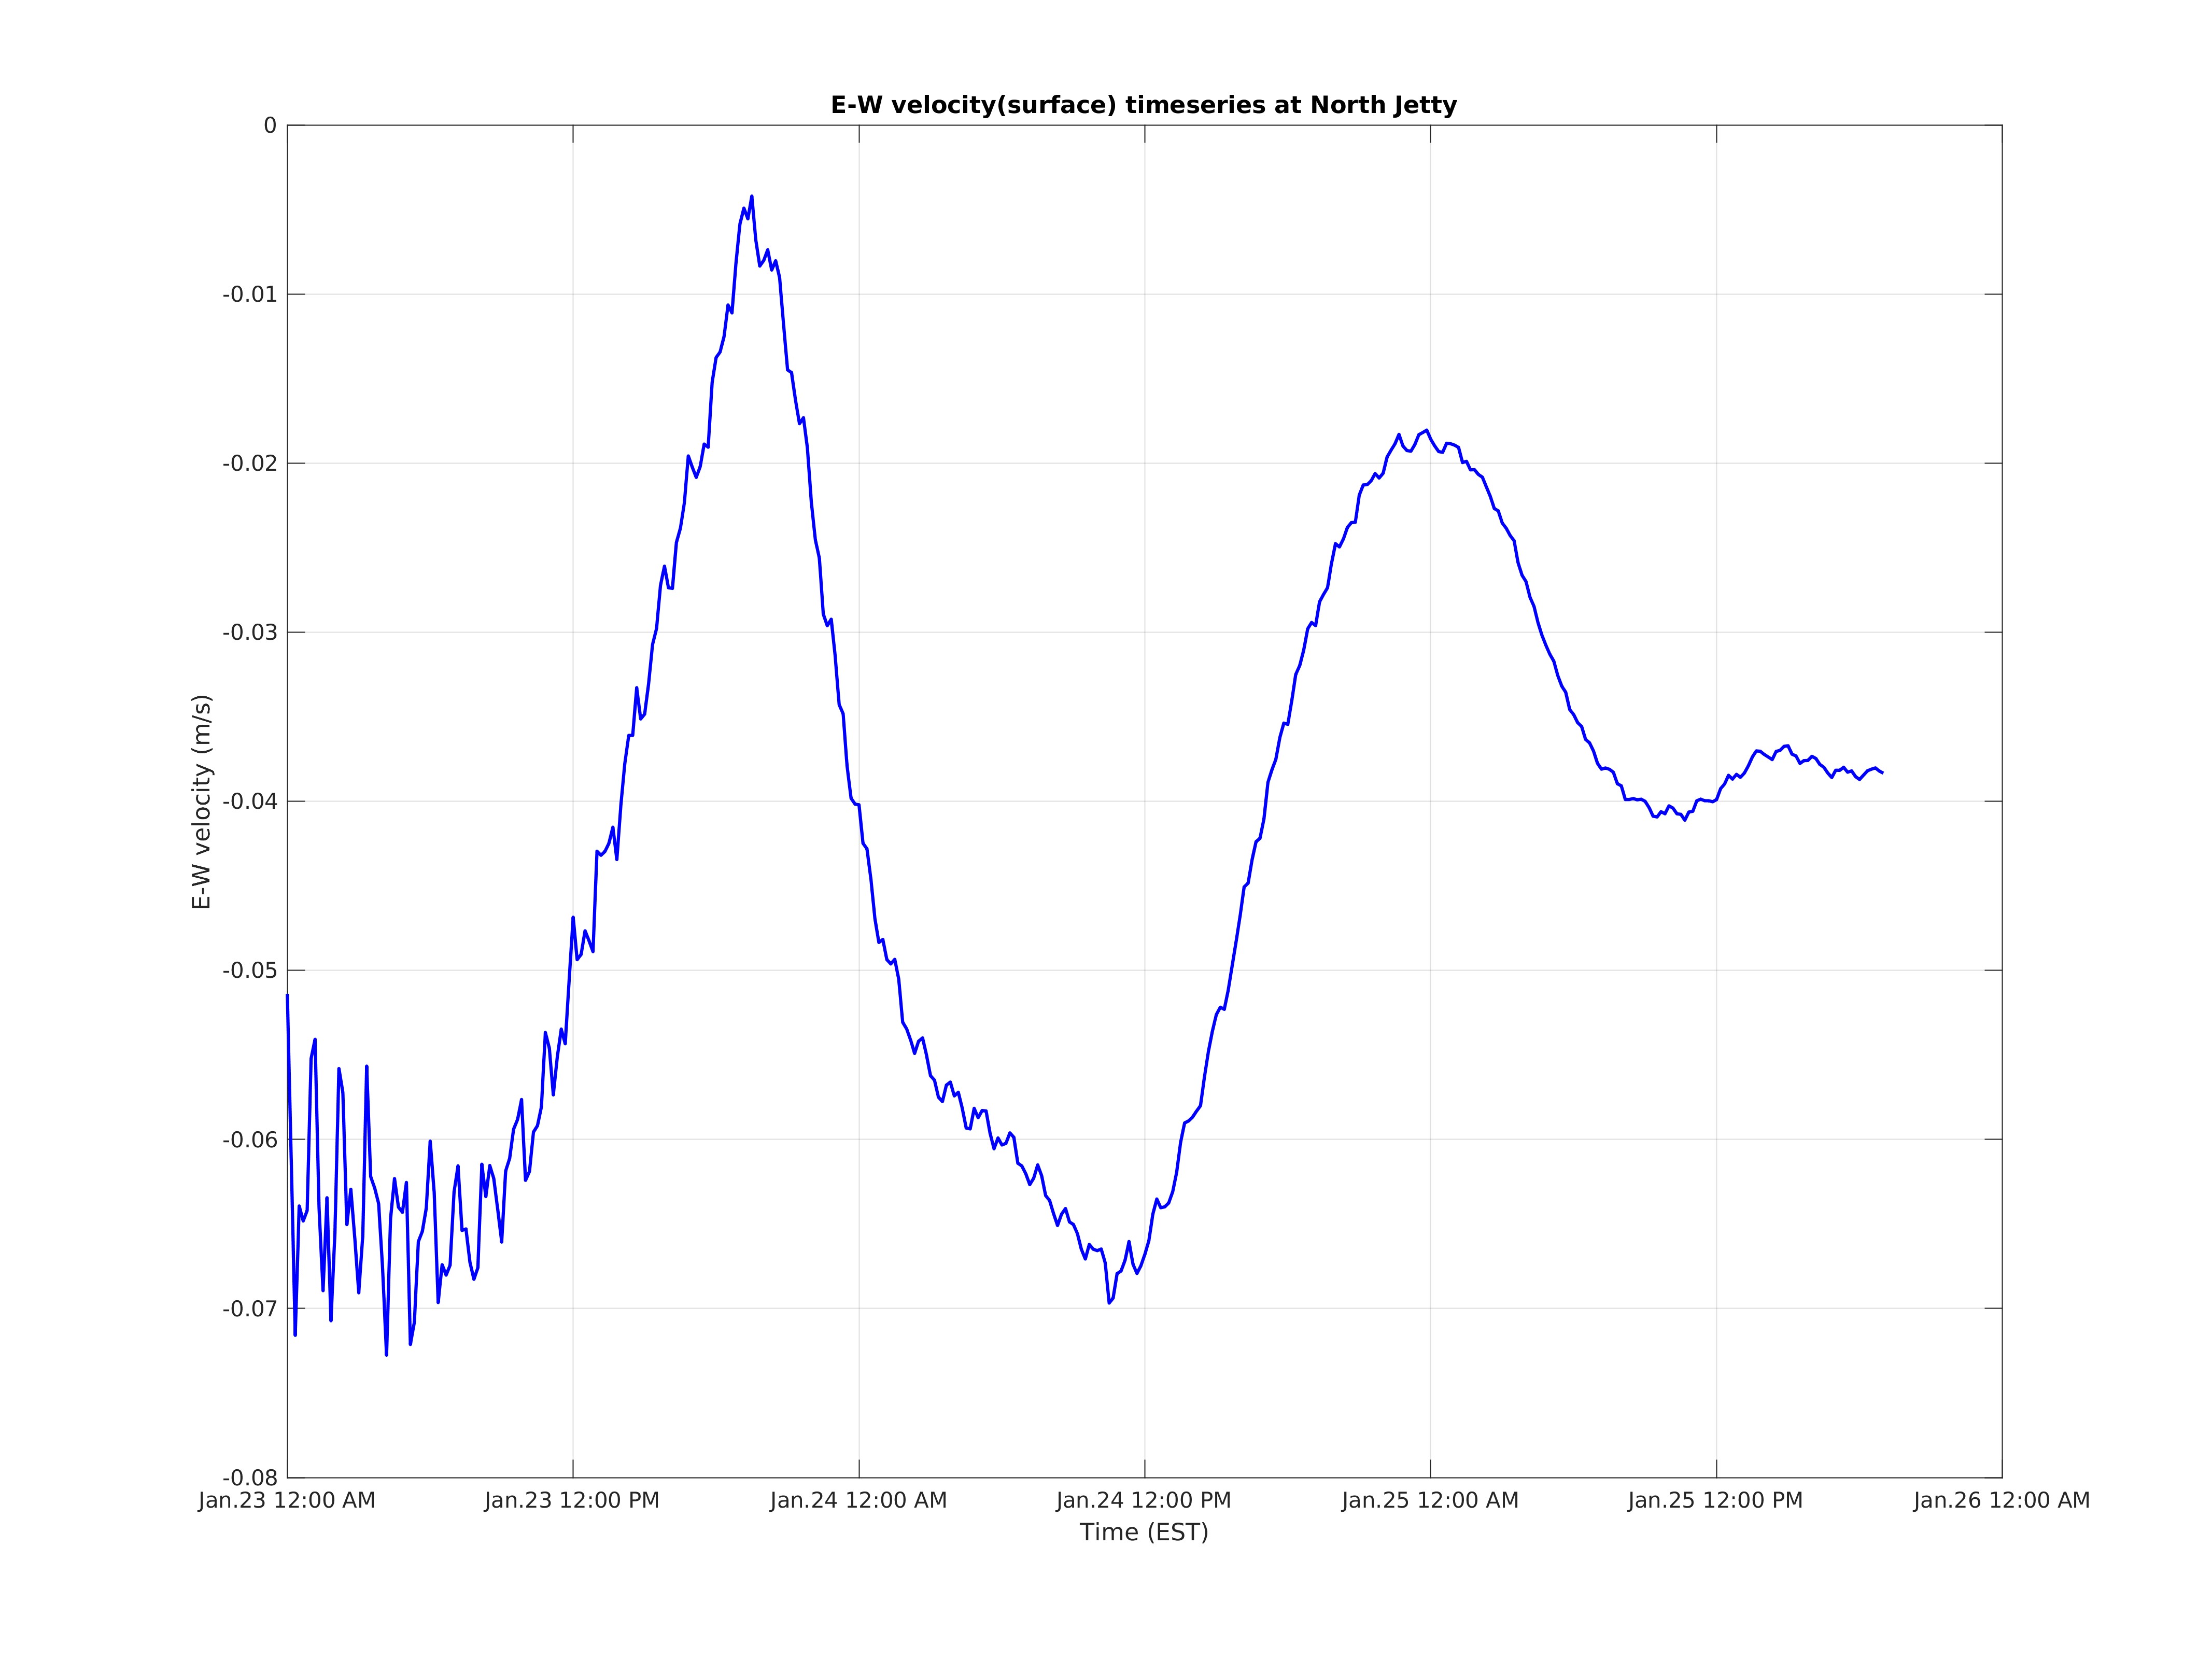 E-W velocity(surface) timeseries at North Jetty
0
-0.01
-0.02
-0.03
-0.04
-0.05
-0.06
-0.07
-0.08
E-W velocity (m/s)
Jan.23 12:00 AM
Jan.23 12:00 PM
Jan.24 12:00 AM
Jan.24 12:00 PM
Jan.25 12:00 AM
Jan.25 12:00 PM
Jan.26 12:00 AM
Time (EST)